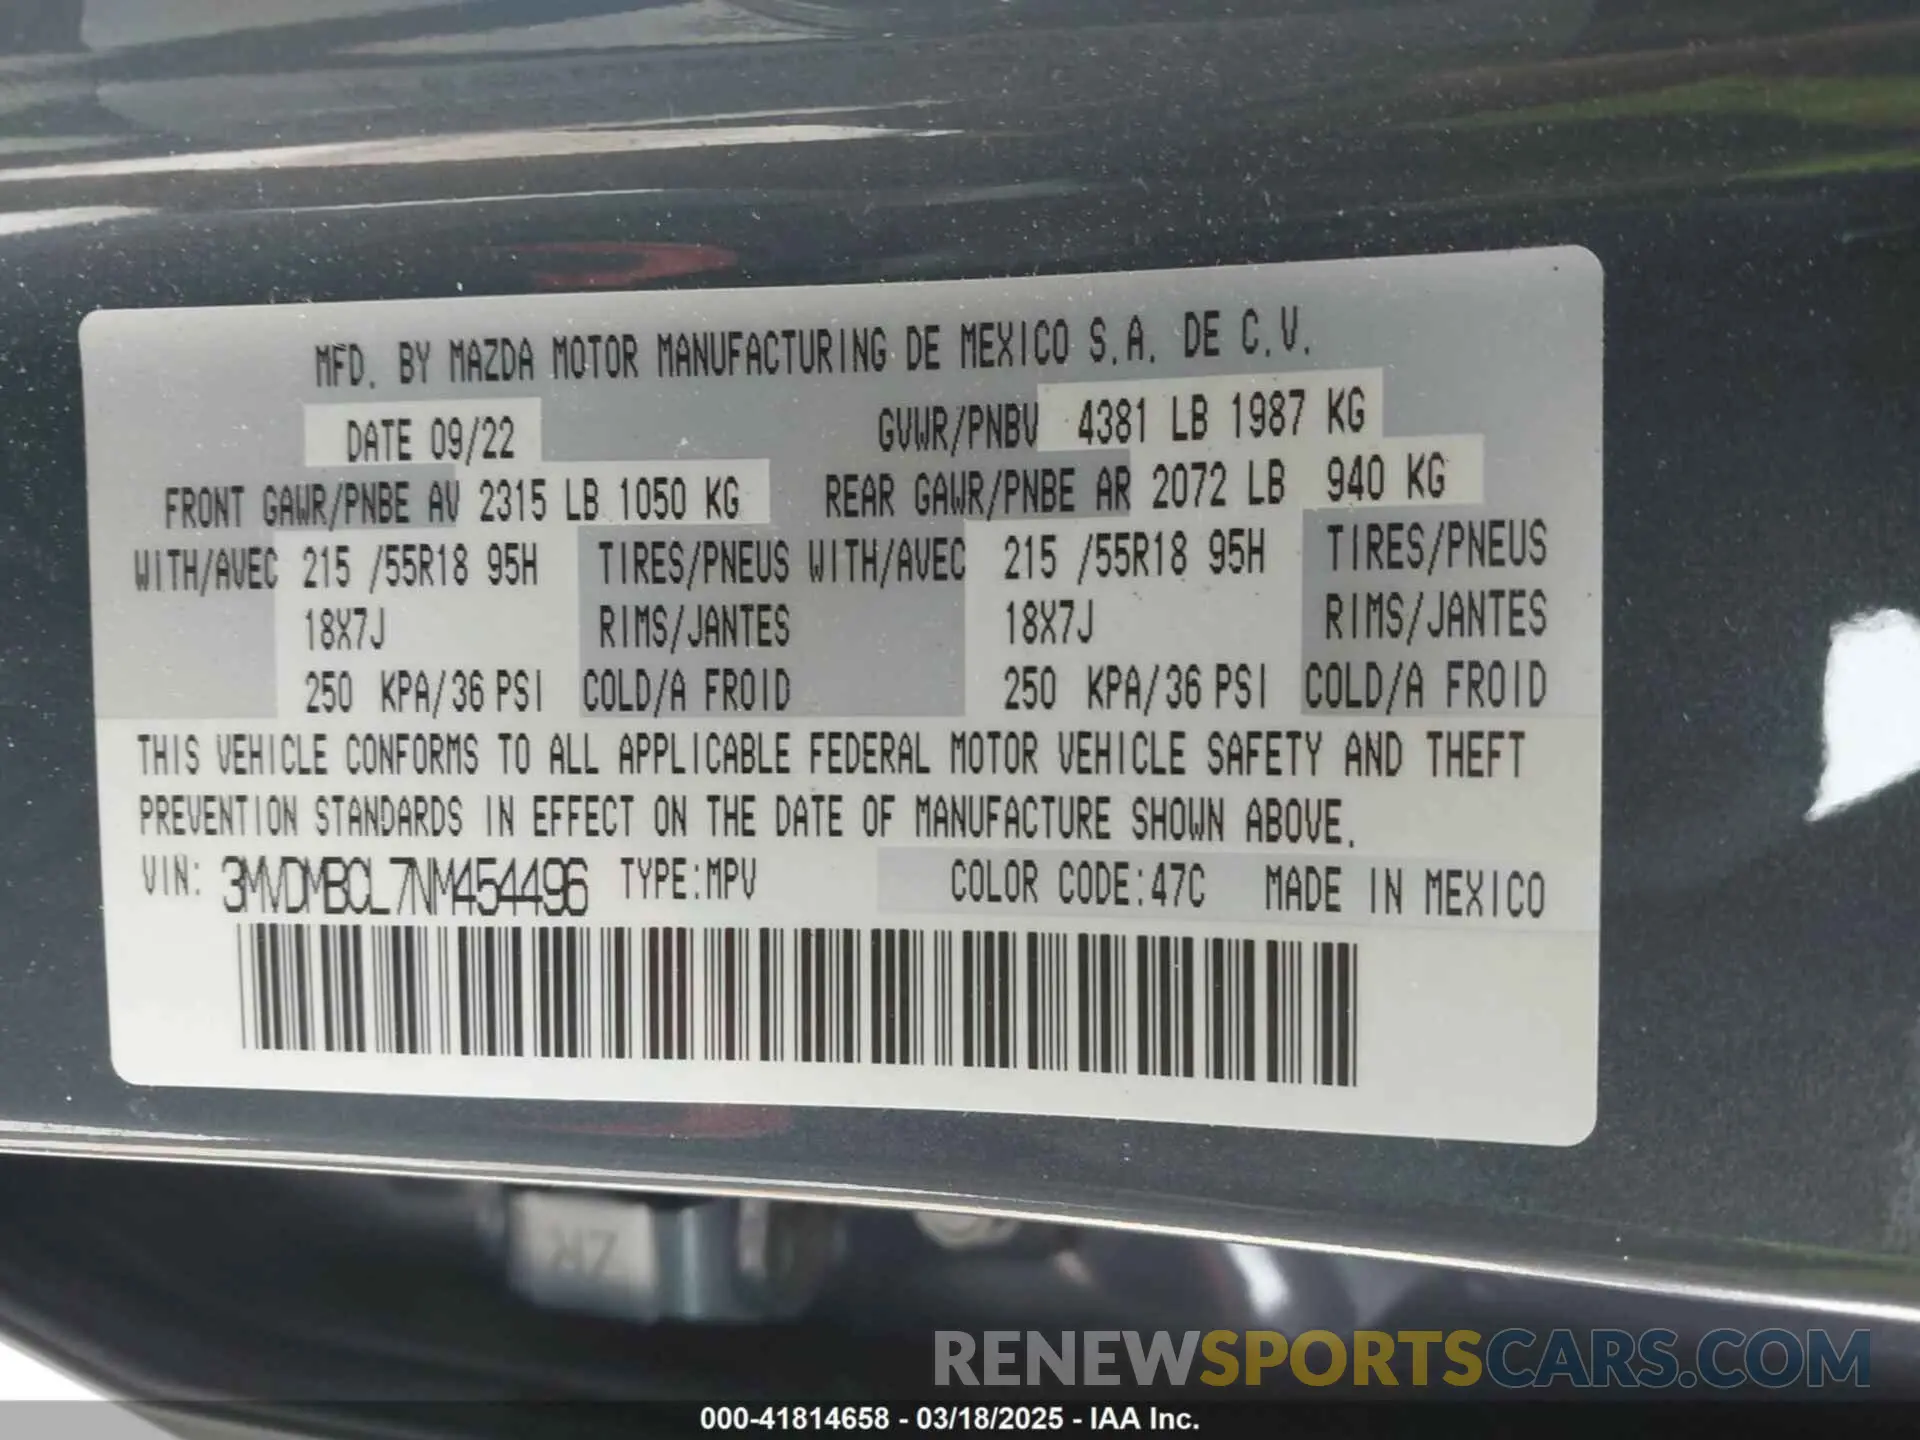 MFD. BY MAZDA MOTOR MANUFACTURING DE MEXICO S.A. DE C.V.
DATE 09/22 GVWR/PNBV 4381 LB 1987 KG
FRONT GAWR/PNBE AV 2315 LB 1050 KG REAR GAWR/PNBE AR 2072 LB 940 KG
WITH/AVEC 215 /55R18 95H TIRES/PNEUS WITH/AVEC 215 /55R18 95H TIRES/PNEUS
18X7J RIMS/JANTES 18X7J RIMS/JANTES
250 KPA/36 PSI COLD/A FROID 250 KPA/36 PSI COLD/A FROID
THIS VEHICLE CONFORMS TO ALL APPLICABLE FEDERAL MOTOR VEHICLE SAFETY AND THEFT
PREVENTION STANDARDS IN EFFECT ON THE DATE OF MANUFACTURE SHOWN ABOVE.
VIN: 3MVDMBCL7NM454496 TYPE:MPV COLOR CODE:47C MADE IN MEXICO
RENEWSPORTSCARS.COM
000-41814658 - 03/18/2025 - IAA Inc.